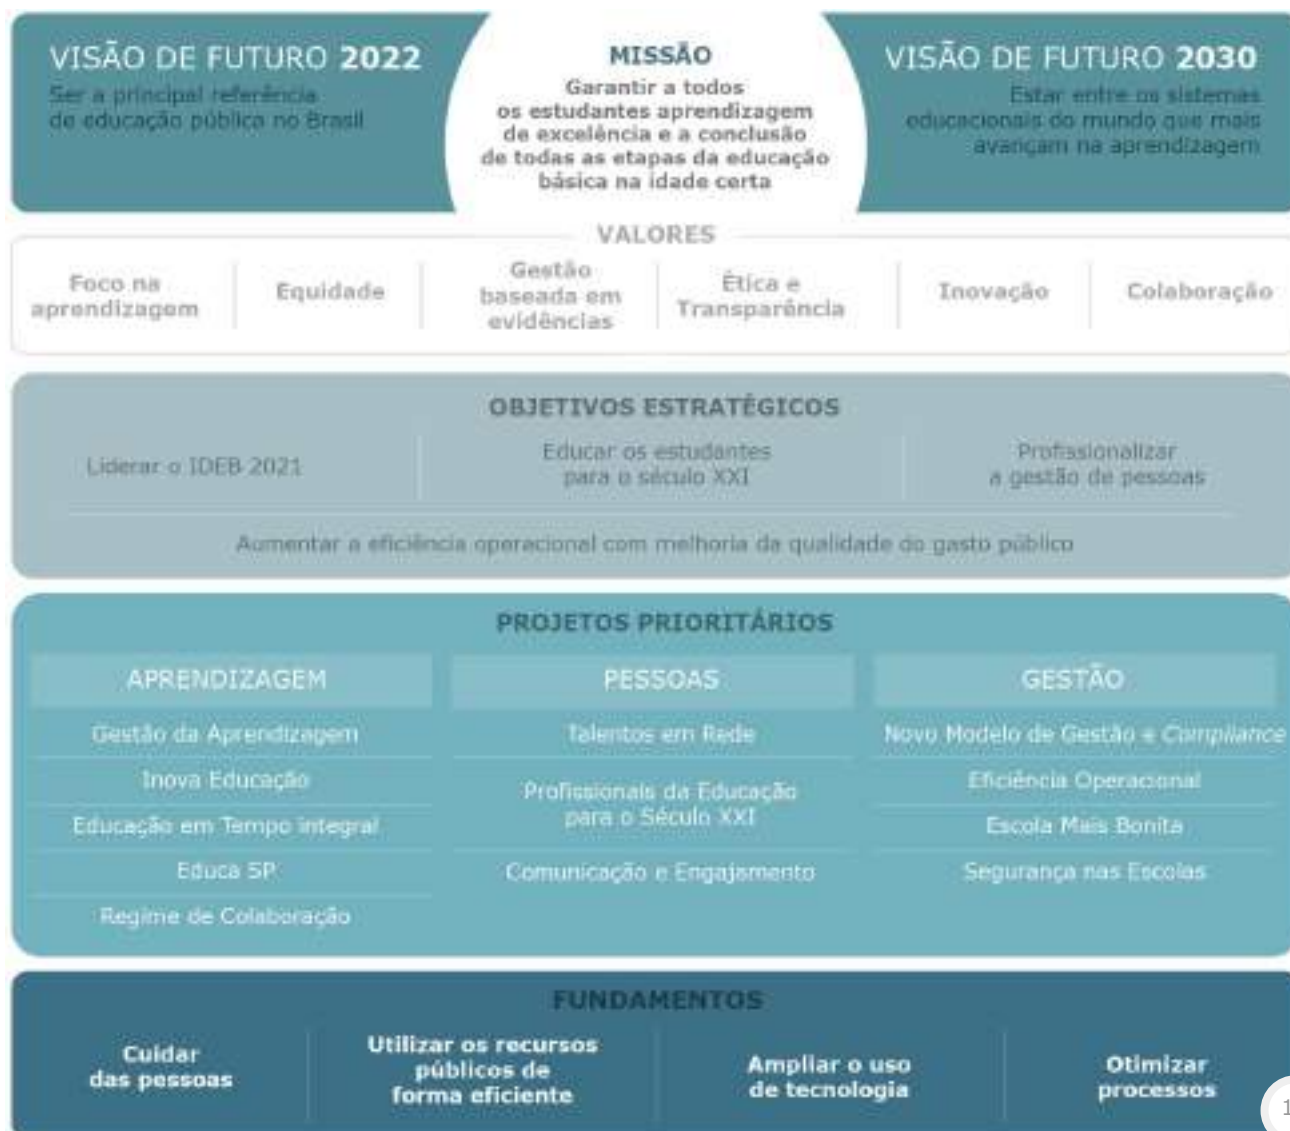 VISÃO DE FUTURO 2022
Ser a principal referência
de educação pública no Brasil
MISSÃO
Garantir a todos
os estudantes aprendizagem
de excelência e a conclusão
de todas as etapas da educação
básica na idade certa
VISÃO DE FUTURO 2030
Estar entre os sistemas
educacionais do mundo que mais
avançam na aprendizagem
VALORES
Foco na
aprendizagem
Equidade
Gestão
baseada em
evidências
Ética e
Transparência
Inovação
Colaboração
OBJETIVOS ESTRATÉGICOS
Liderar o IDEB 2021
Educar os estudantes
para o século XXI
Profissionalizar
a gestão de pessoas
Aumentar a eficiência operacional com melhoria da qualidade do gasto público
PROJETOS PRIORITÁRIOS
APRENDIZAGEM
Gestão da Aprendizagem
Inova Educação
Educação em Tempo integral
Educa SP
Regime de Colaboração
PESSOAS
Talentos em Rede
Profissionais da Educação
para o Século XXI
Comunicação e Engajamento
GESTÃO
Novo Modelo de Gestão e Compliance
Eficiência Operacional
Escola Mais Bonita
Segurança nas Escolas
FUNDAMENTOS
Cuidar
das pessoas
Utilizar os recursos
públicos de
forma eficiente
Ampliar o uso
de tecnologia
Otimizar
processos